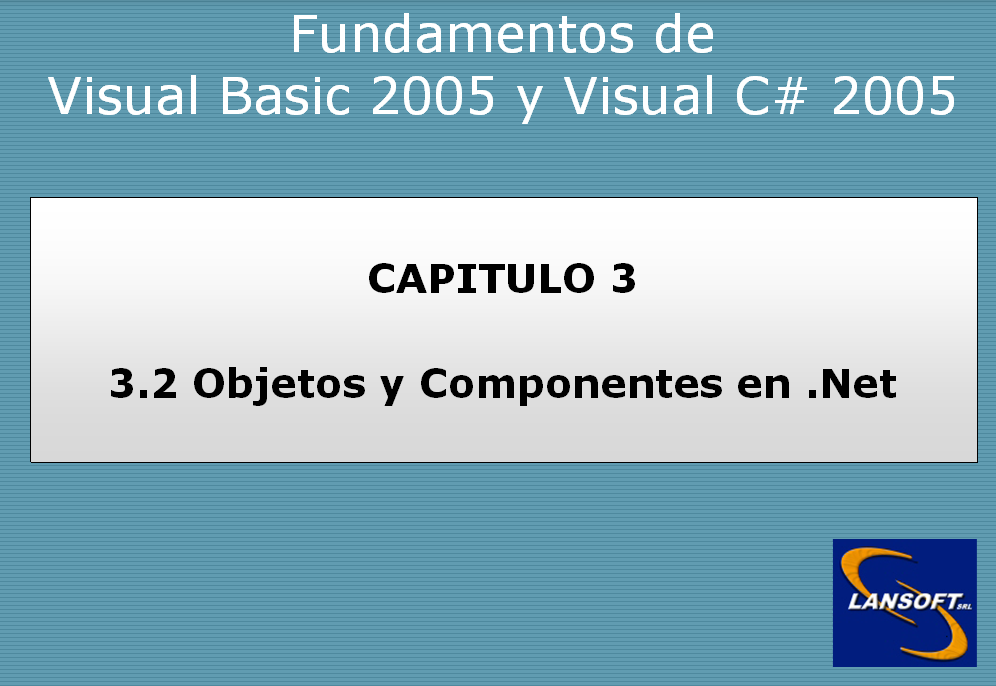 Fundamentos de
Visual Basic 2005 y Visual C# 2005
CAPITULO 3
3.2 Objetos y Componentes en .Net
LANSOFT SRL